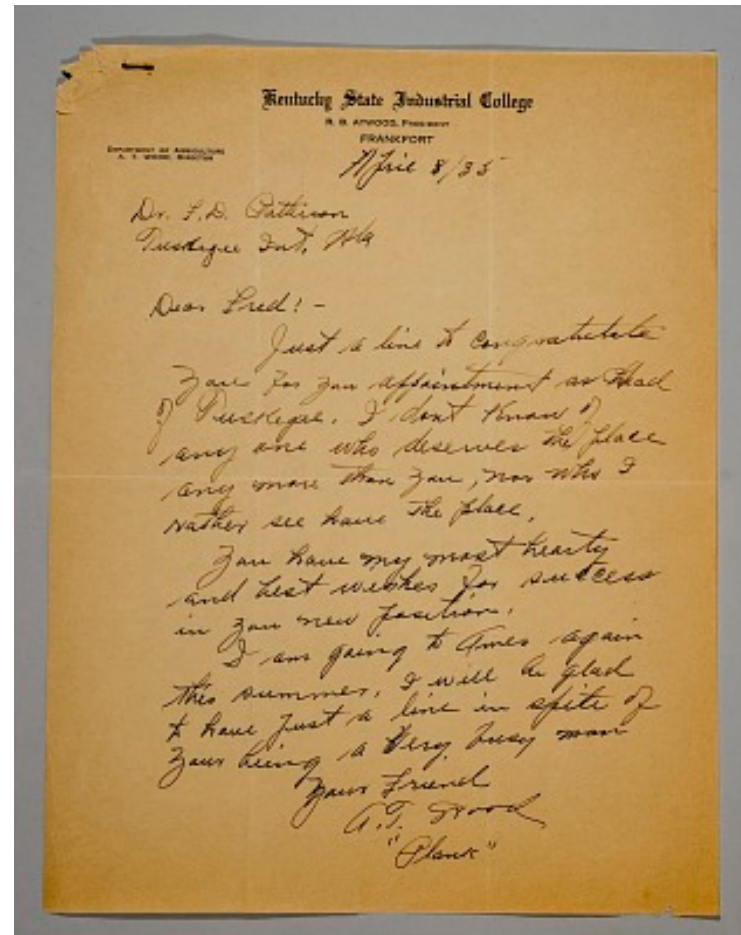 Kentucky State Industrial College
R. B. ATWOOD, PRESIDENT
FRANKFORT
DEPARTMENT OF AGRICULTURE
A. T. WOOD, DIRECTOR
April 8/35
Dr. F. D. Patterson
Tuskegee Inst, Ala
Dear Fred! -
Just a line to congratulate
you for you appointment as Head
of Tuskegee. I don't know of
any one who deserves the place
any more than you, nor who I
rather see have the place.
You have my most hearty
and best wishes for success
in you new position.
I am going to Ames again
this summer. I will be glad
to have just a line in spite of
your being a very busy man
Your Friend
A. T. Wood
"Plank"